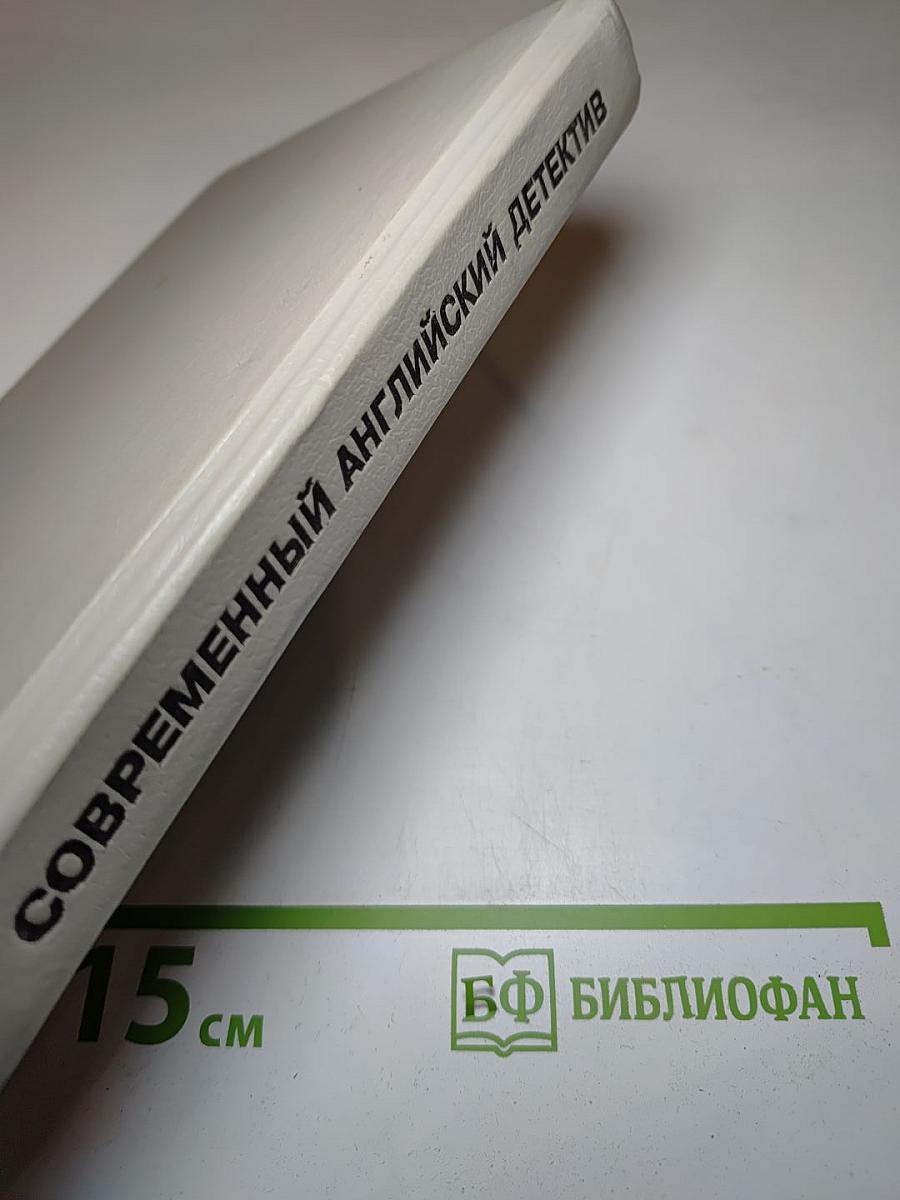 СОВРЕМЕННЫЙ АНГЛИЙСКИЙ ДЕТЕКТИВ
15 см
БФ БИБЛИОФАН